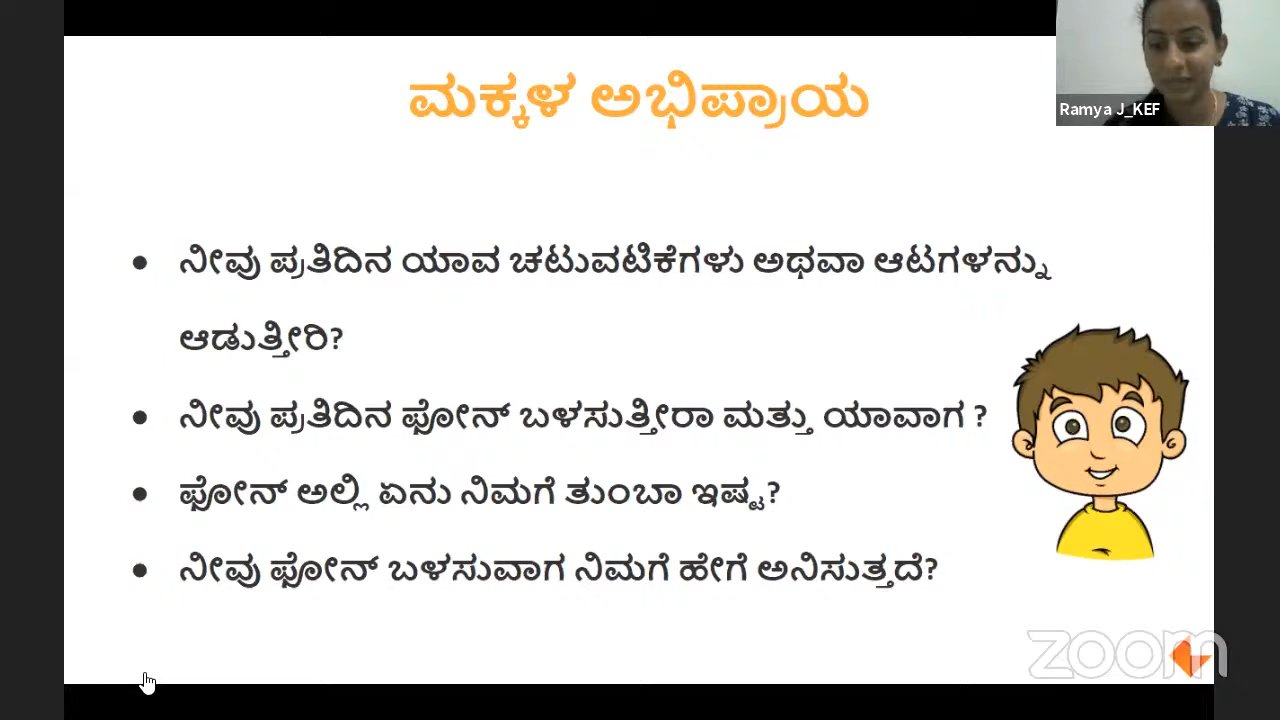 ಮಕ್ಕಳ ಅಭಿಪ್ರಾಯ
Ramya J_KEF
● ನೀವು ಪ್ರತಿದಿನ ಯಾವ ಚಟುವಟಿಕೆಗಳು ಅಥವಾ ಆಟಗಳನ್ನು
ಆಡುತ್ತೀರಿ?
● ನೀವು ಪ್ರತಿದಿನ ಫೋನ್ ಬಳಸುತ್ತೀರಾ ಮತ್ತು ಯಾವಾಗ ?
● ಫೋನ್ ಅಲ್ಲಿ ಏನು ನಿಮಗೆ ತುಂಬಾ ಇಷ್ಟ?
● ನೀವು ಫೋನ್ ಬಳಸುವಾಗ ನಿಮಗೆ ಹೇಗೆ ಅನಿಸುತ್ತದೆ?
zoom